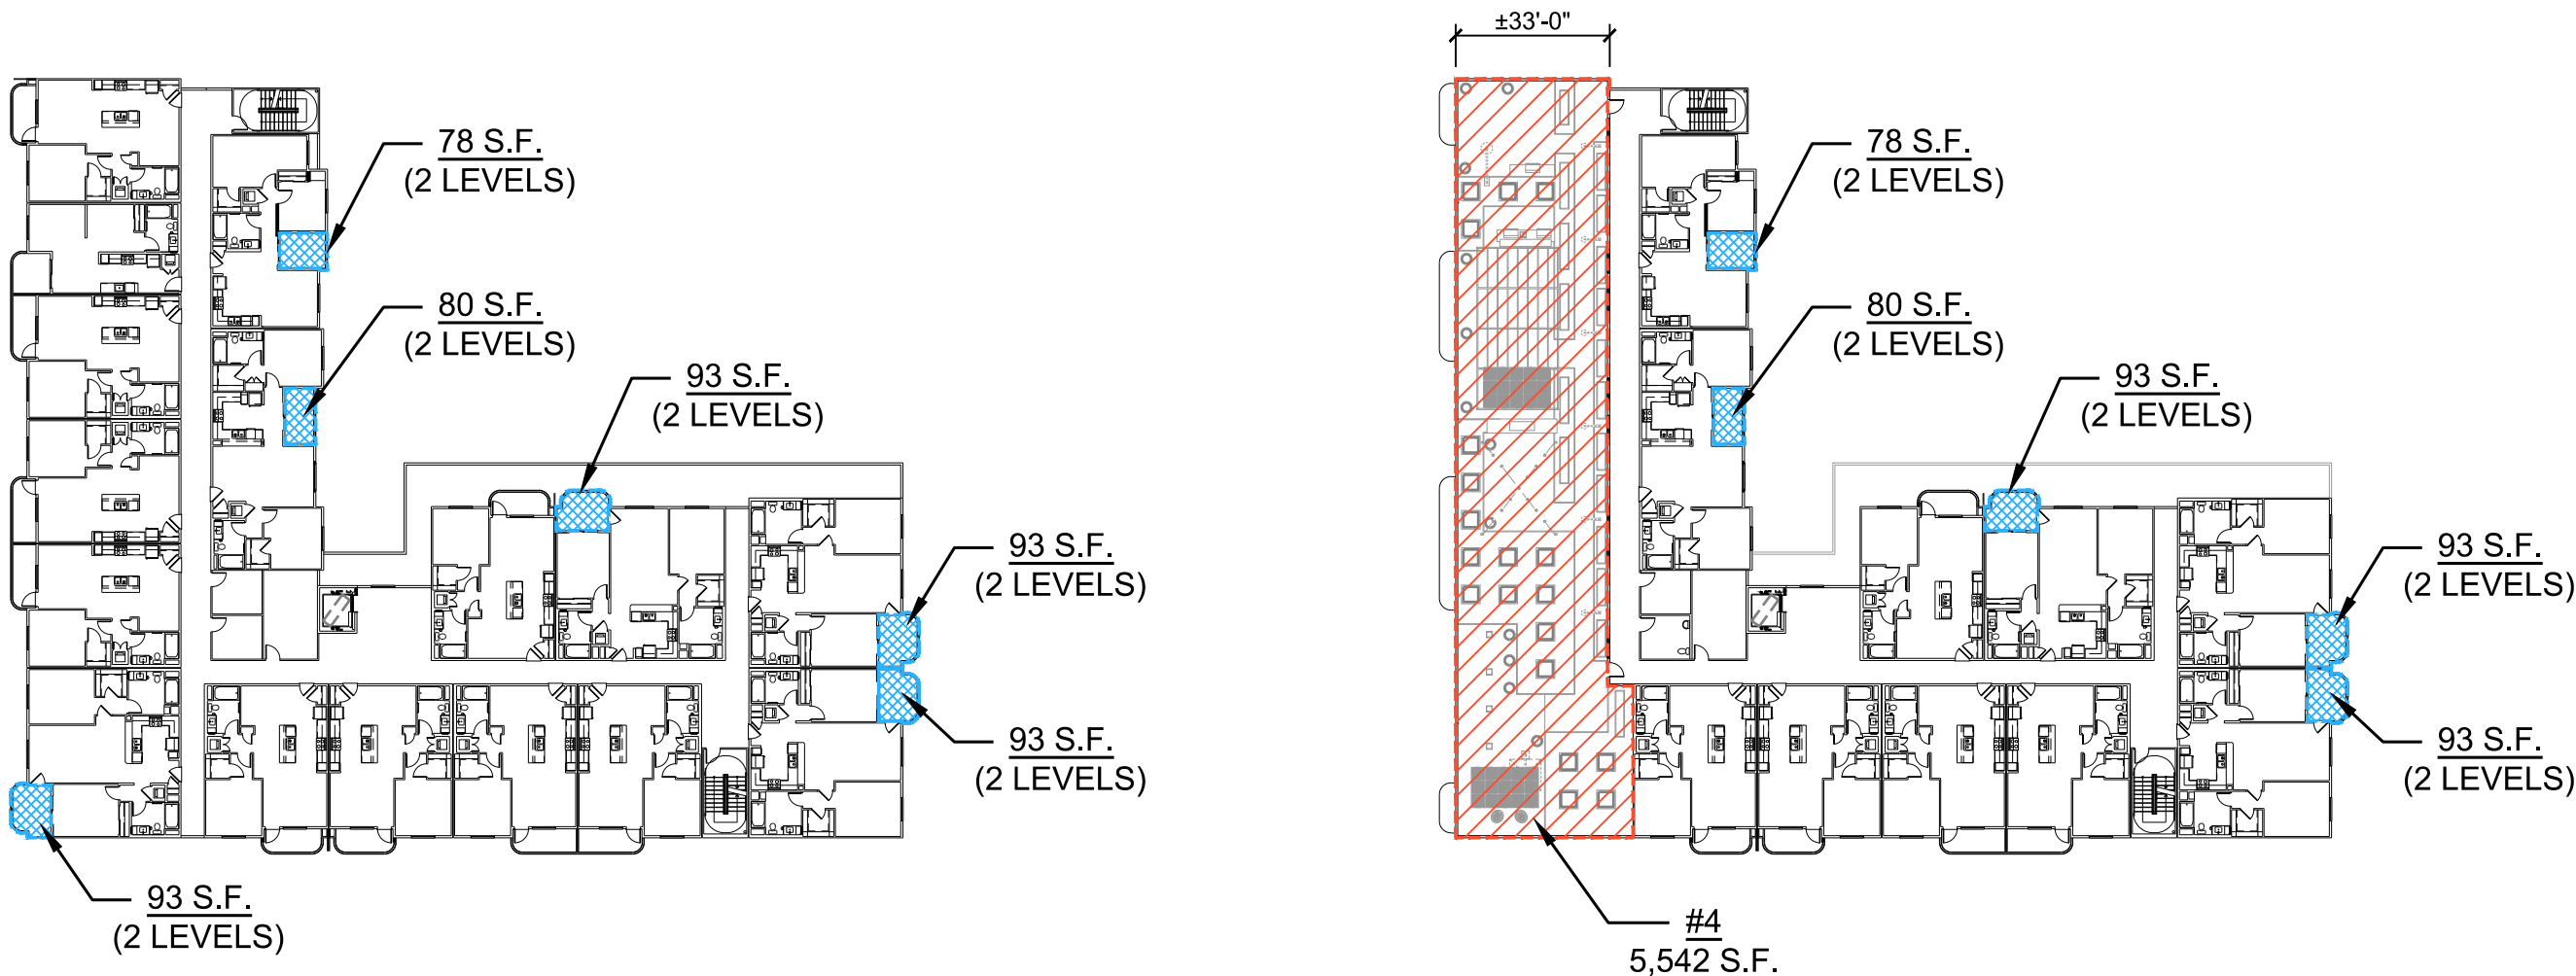 ±33'-0"
78 S.F.
(2 LEVELS)
80 S.F.
(2 LEVELS)
93 S.F.
(2 LEVELS)
93 S.F.
(2 LEVELS)
93 S.F.
(2 LEVELS)
93 S.F.
(2 LEVELS)
78 S.F.
(2 LEVELS)
80 S.F.
(2 LEVELS)
93 S.F.
(2 LEVELS)
93 S.F.
(2 LEVELS)
93 S.F.
(2 LEVELS)
#4
5,542 S.F.